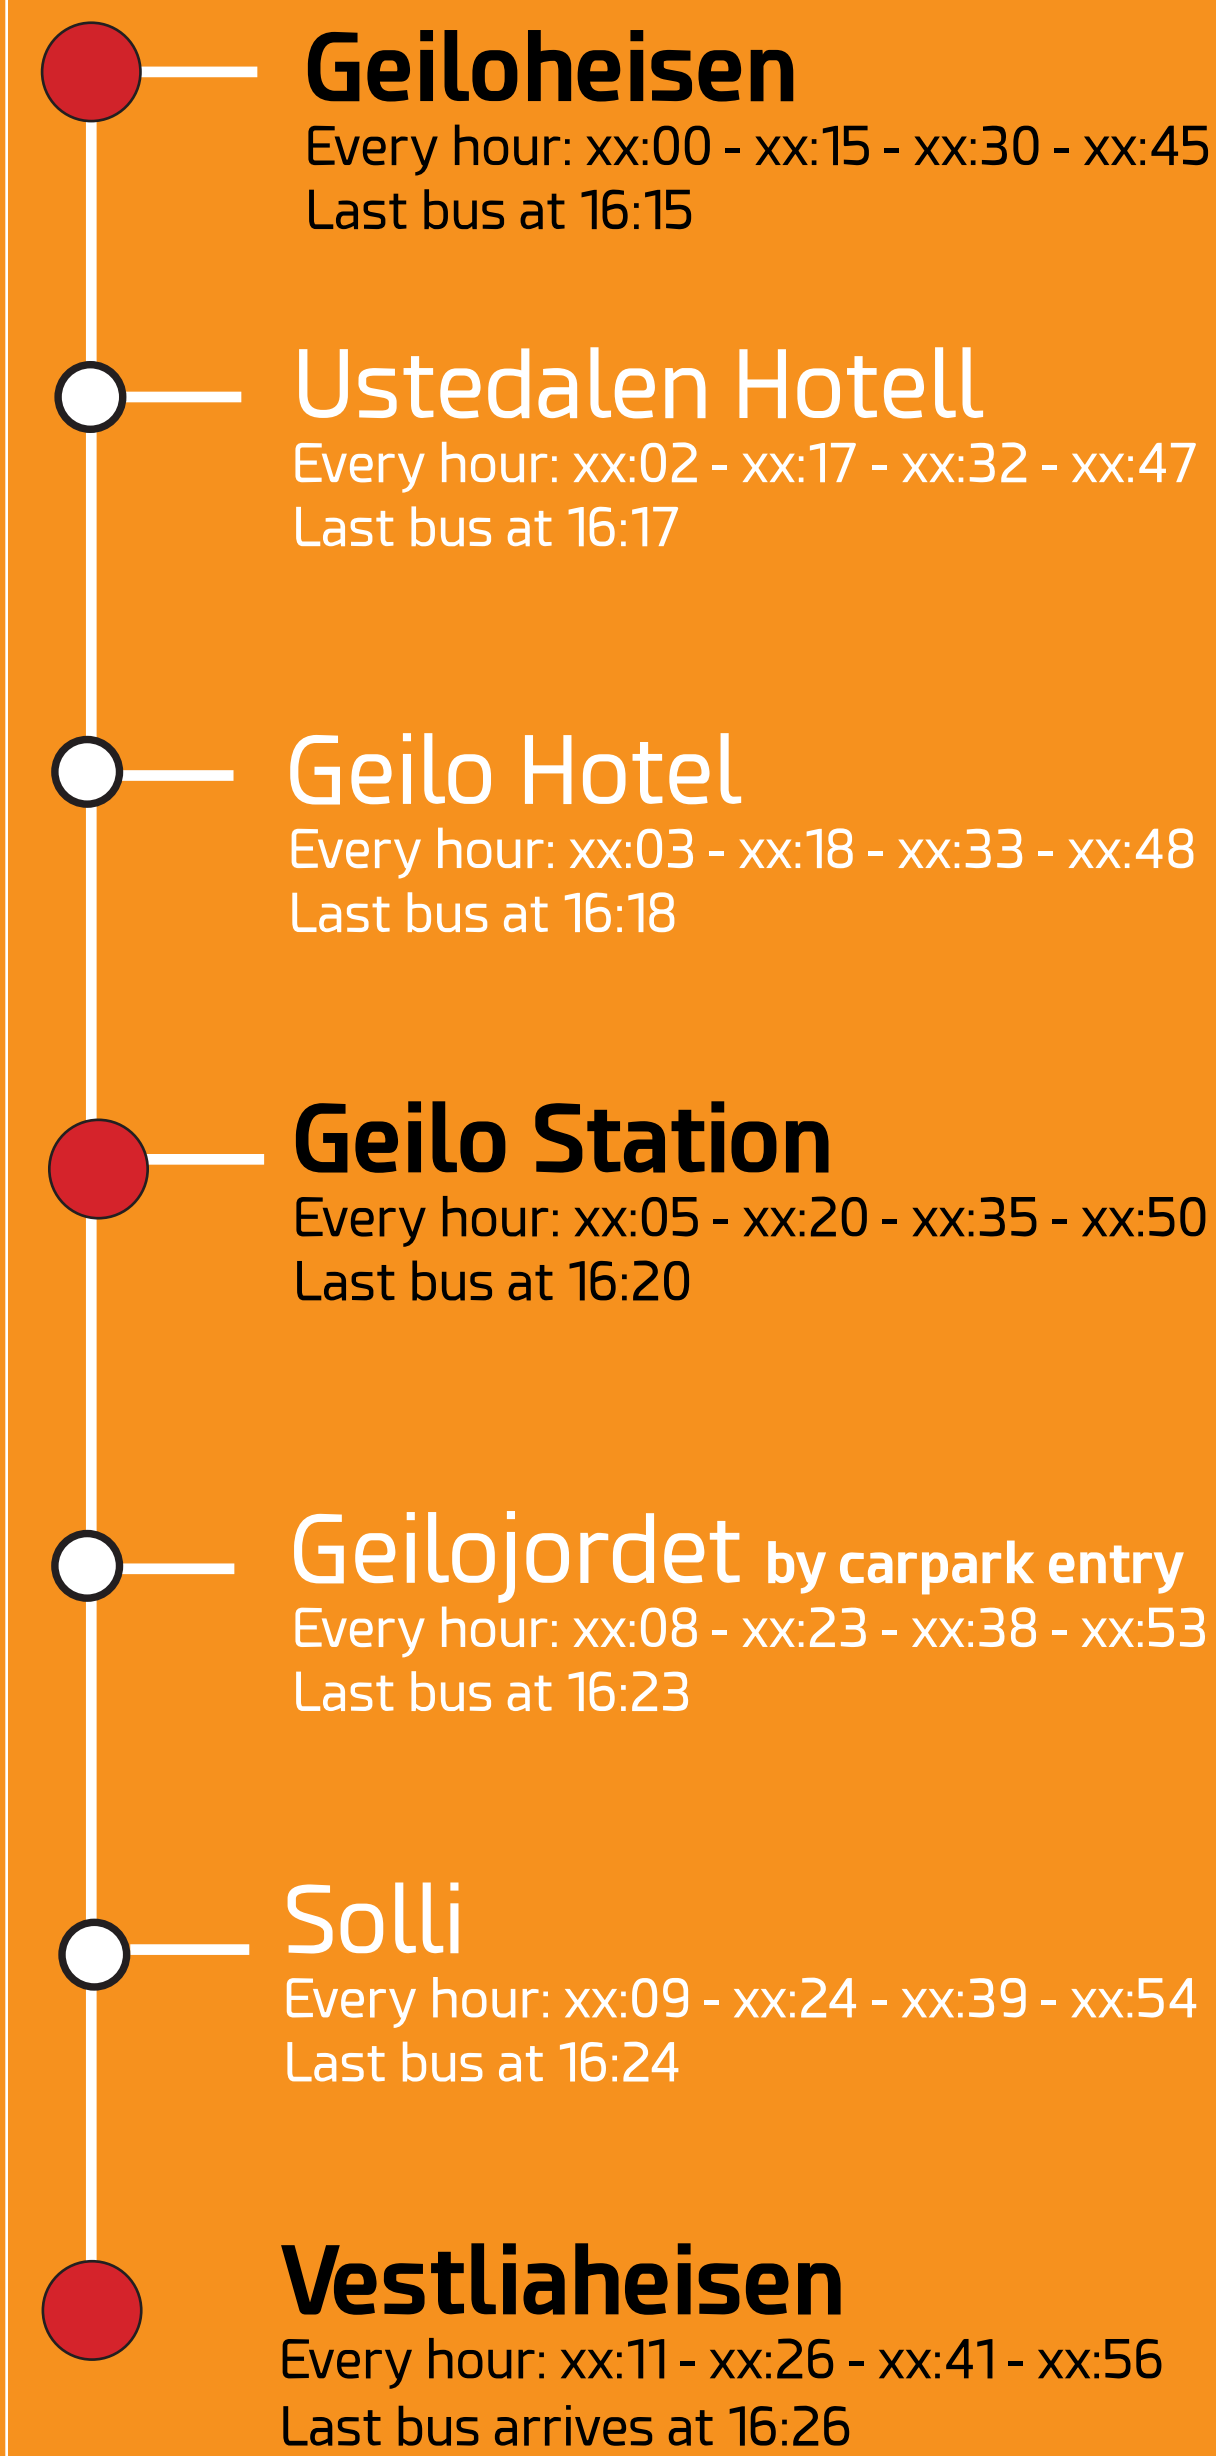 Geiloheisen
Every hour: xx:00 - xx:15 - xx:30 - xx:45
Last bus at 16:15
Ustedalen Hotell
Every hour: xx:02 - xx:17 - xx:32 - xx:47
Last bus at 16:17
Geilo Hotel
Every hour: xx:03 - xx:18 - xx:33 - xx:48
Last bus at 16:18
Geilo Station
Every hour: xx:05 - xx:20 - xx:35 - xx:50
Last bus at 16:20
Geilojordet by carpark entry
Every hour: xx:08 - xx:23 - xx:38 - xx:53
Last bus at 16:23
Solli
Every hour: xx:09 - xx:24 - xx:39 - xx:54
Last bus at 16:24
Vestliaheisen
Every hour: xx:11 - xx:26 - xx:41 - xx:56
Last bus arrives at 16:26